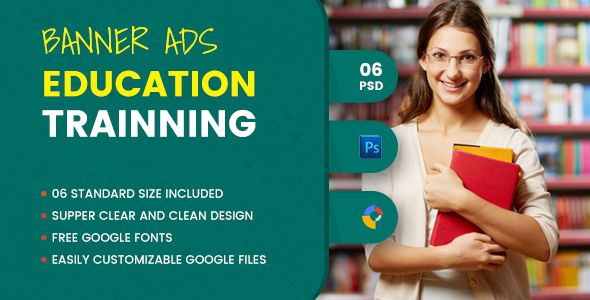 BANNER ADS
EDUCATION
TRAINNING
06 STANDARD SIZE INCLUDED
SUPPER CLEAR AND CLEAN DESIGN
FREE GOOGLE FONTS
EASILY CUSTOMIZABLE GOOGLE FILES
06
PSD
Ps